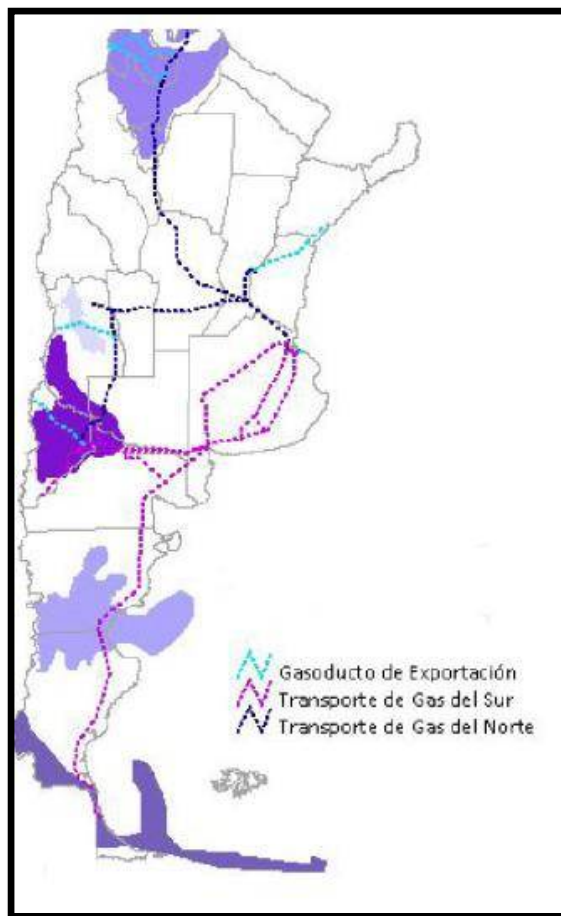 Gasoducto de Exportación
Transporte de Gas del Sur
Transporte de Gas del Norte